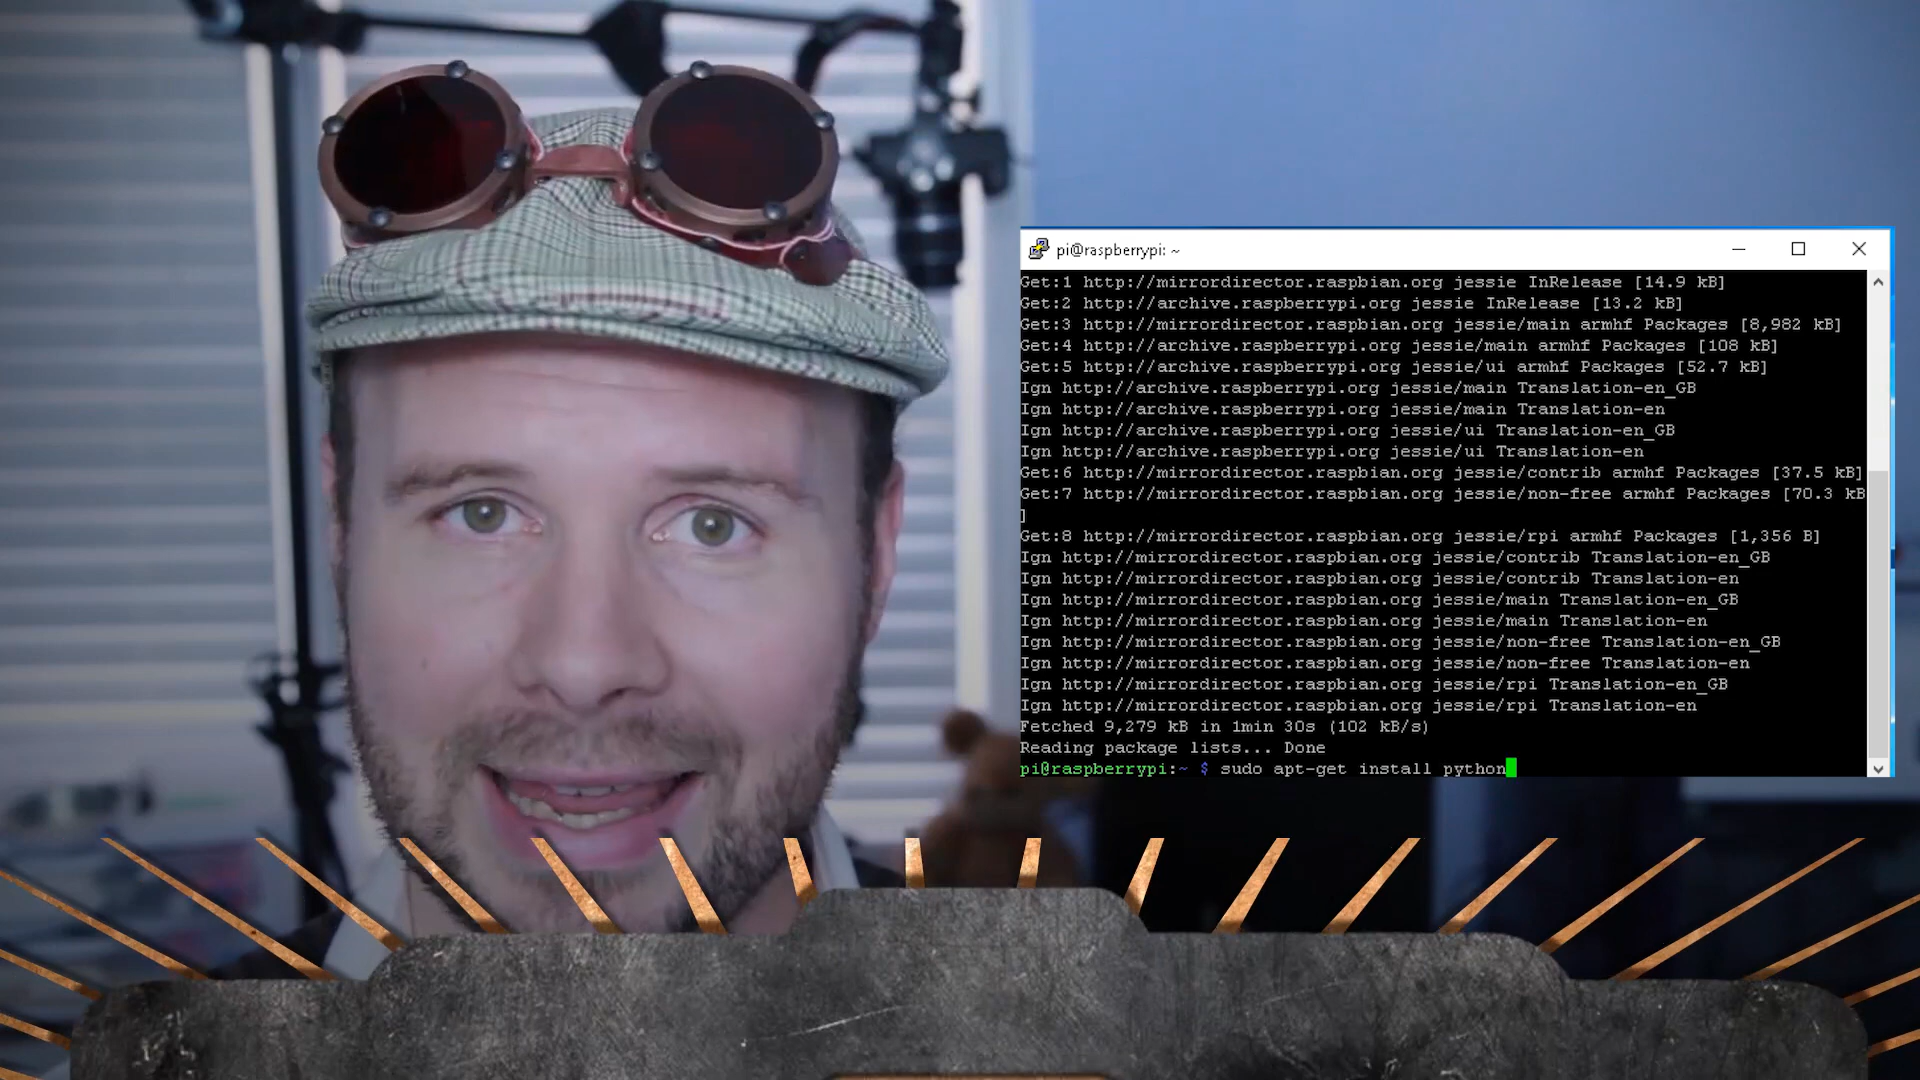 pi@raspberrypi: ~
Get:1 http://mirrordirector.raspbian.org jessie InRelease [14.9 kB]
Get:2 http://archive.raspberrypi.org jessie InRelease [13.2 kB]
Get:3 http://mirrordirector.raspbian.org jessie/main armhf Packages [8,982 kB]
Get:4 http://archive.raspberrypi.org jessie/main armhf Packages [108 kB]
Get:5 http://archive.raspberrypi.org jessie/ui armhf Packages [52.7 kB]
Ign http://archive.raspberrypi.org jessie/main Translation-en_GB
Ign http://archive.raspberrypi.org jessie/main Translation-en
Ign http://archive.raspberrypi.org jessie/ui Translation-en_GB
Ign http://archive.raspberrypi.org jessie/ui Translation-en
Get:6 http://mirrordirector.raspbian.org jessie/contrib armhf Packages [37.5 kB]
Get:7 http://mirrordirector.raspbian.org jessie/non-free armhf Packages [70.3 kB
]
Get:8 http://mirrordirector.raspbian.org jessie/rpi armhf Packages [1,356 B]
Ign http://mirrordirector.raspbian.org jessie/contrib Translation-en_GB
Ign http://mirrordirector.raspbian.org jessie/contrib Translation-en
Ign http://mirrordirector.raspbian.org jessie/main Translation-en_GB
Ign http://mirrordirector.raspbian.org jessie/main Translation-en
Ign http://mirrordirector.raspbian.org jessie/non-free Translation-en_GB
Ign http://mirrordirector.raspbian.org jessie/non-free Translation-en
Ign http://mirrordirector.raspbian.org jessie/rpi Translation-en_GB
Ign http://mirrordirector.raspbian.org jessie/rpi Translation-en
Fetched 9,279 kB in 1min 30s (102 kB/s)
Reading package lists... Done
pi@raspberrypi:~ $ sudo apt-get install python